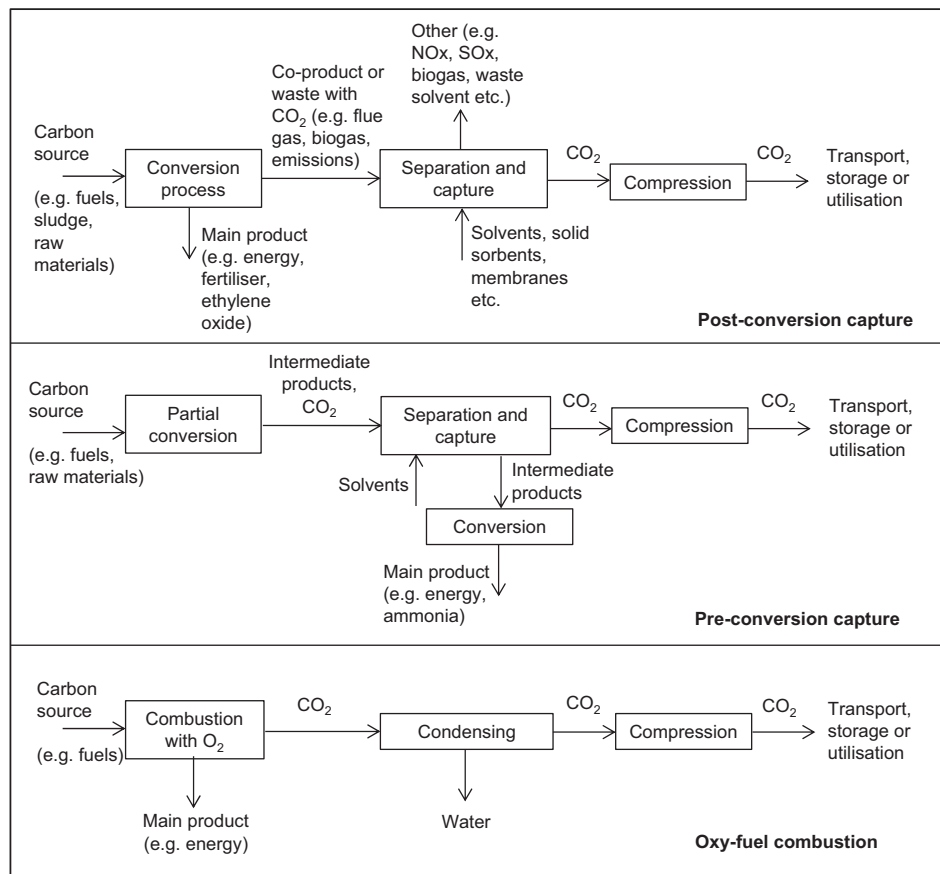 Other (e.g.
NOx, SOx,
biogas, waste
solvent etc.)
Co-product or
waste with
CO₂ (e.g. flue
gas, biogas,
emissions)
Carbon
source
(e.g. fuels,
sludge,
raw
materials)
Conversion
process
Main product
(e.g. energy,
fertiliser,
ethylene
oxide)
Separation and
capture
Solvents, solid
sorbents,
membranes
etc.
CO₂
Compression
CO₂
Transport,
storage or
utilisation
Post-conversion capture
Carbon
source
(e.g. fuels,
raw materials)
Partial
conversion
Intermediate
products,
CO₂
Separation and
capture
Solvents
Intermediate
products
Conversion
Main product
(e.g. energy,
ammonia)
CO₂
Compression
CO₂
Transport,
storage or
utilisation
Pre-conversion capture
Carbon
source
(e.g. fuels)
Combustion
with O₂
Main product
(e.g. energy)
CO₂
Condensing
Water
CO₂
Compression
CO₂
Transport,
storage or
utilisation
Oxy-fuel combustion